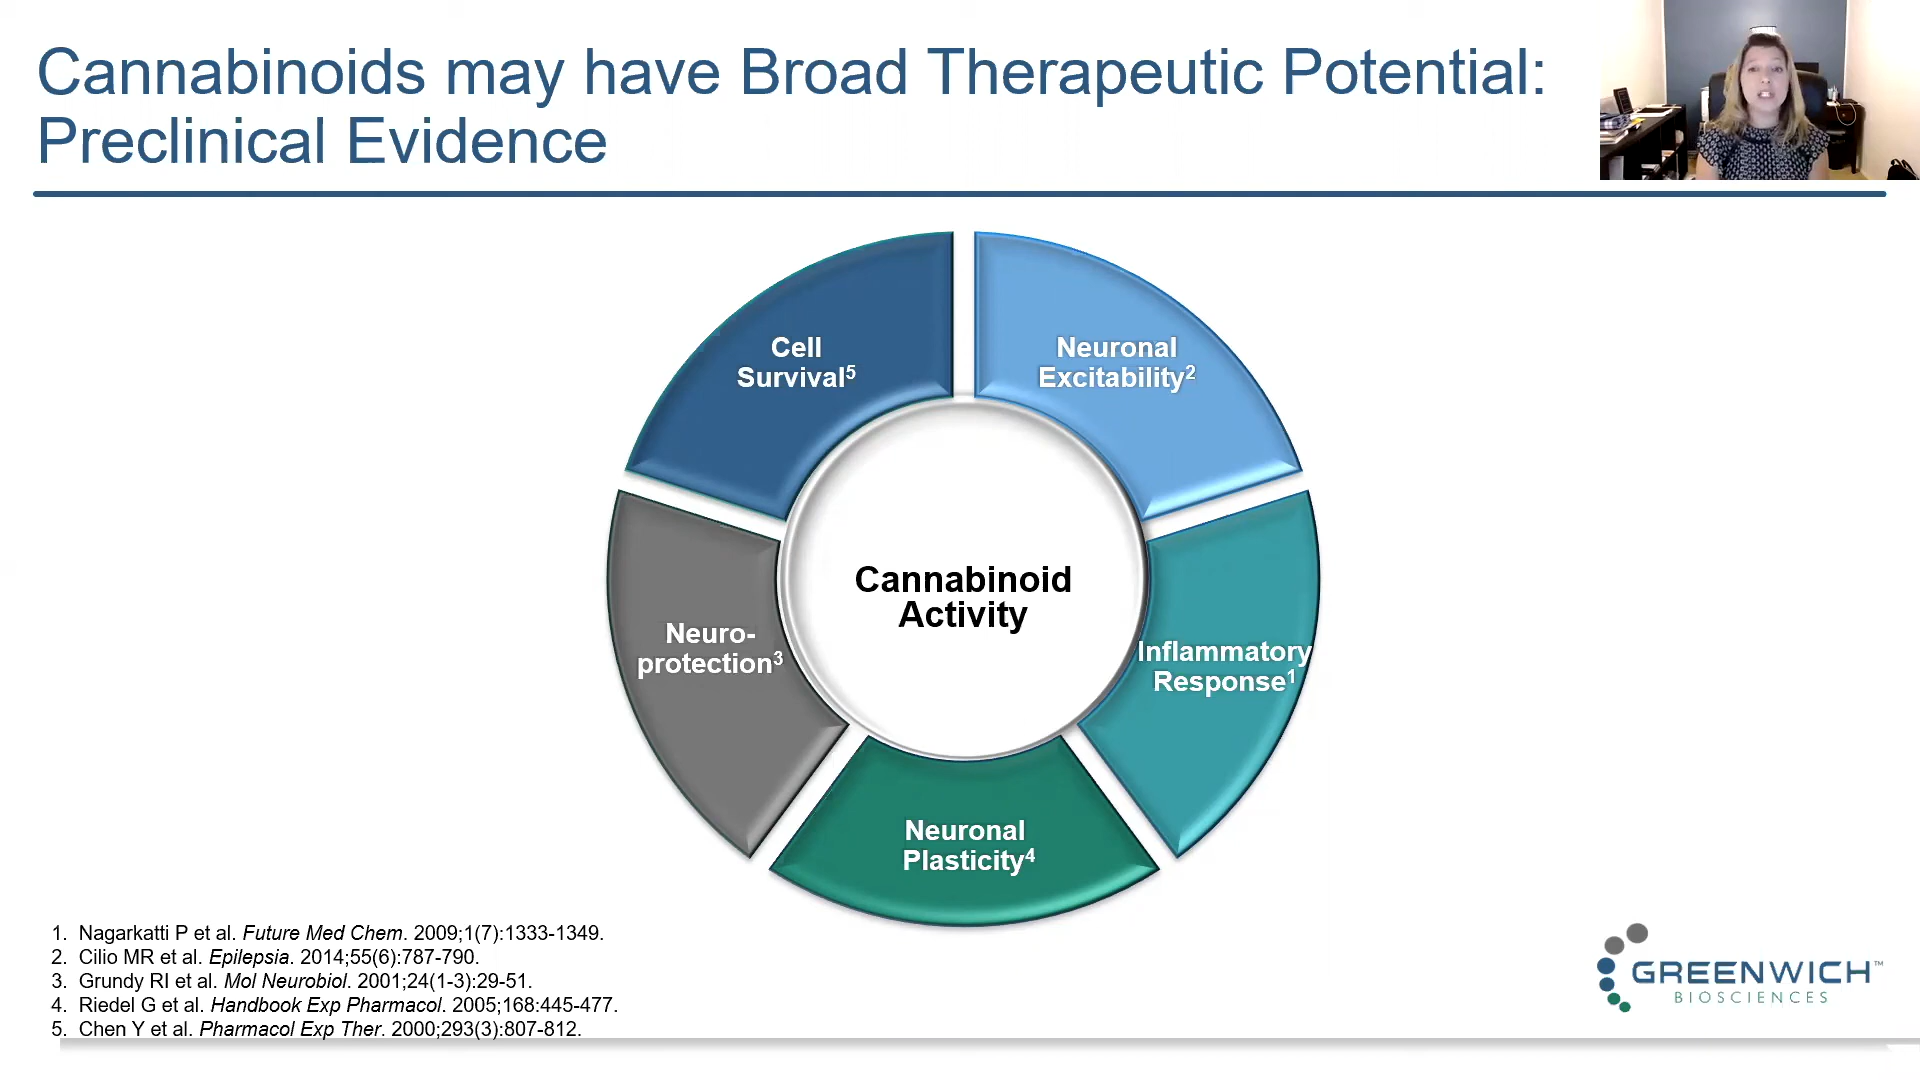 Cannabinoids may have Broad Therapeutic Potential:
Preclinical Evidence
Cell
Survival⁵
Neuronal
Excitability²
Neuro-
protection³
Cannabinoid
Activity
Inflammatory
Response¹
Neuronal
Plasticity⁴
1. Nagarkatti P et al. Future Med Chem. 2009;1(7):1333-1349.
2. Cilio MR et al. Epilepsia. 2014;55(6):787-790.
3. Grundy RI et al. Mol Neurobiol. 2001;24(1-3):29-51.
4. Riedel G et al. Handbook Exp Pharmacol. 2005;168:445-477.
5. Chen Y et al. Pharmacol Exp Ther. 2000;293(3):807-812.
GREENWICH™
BIOSCIENCES